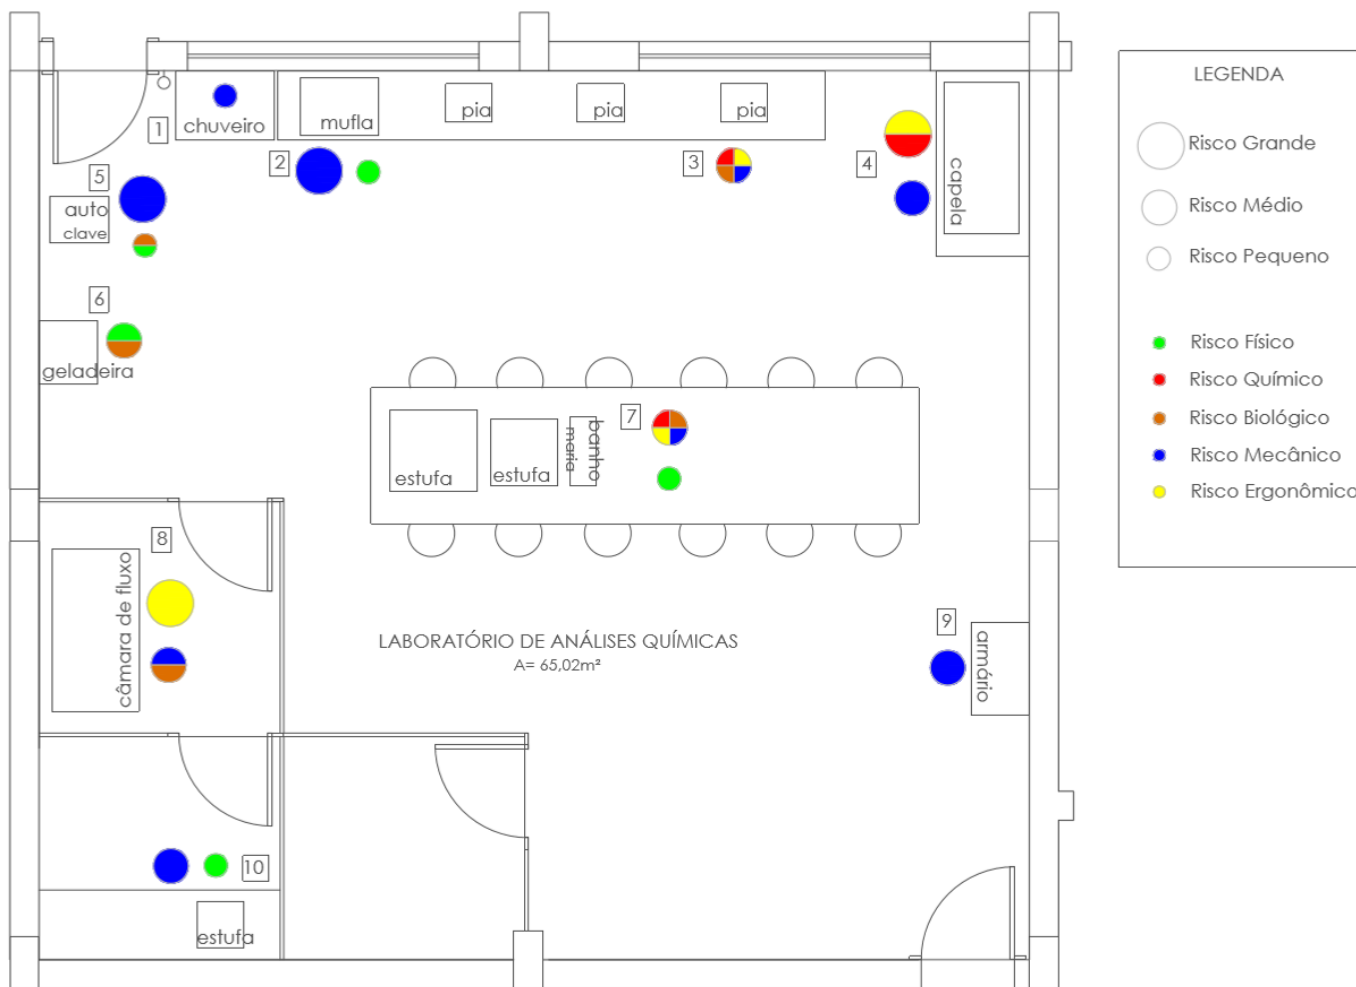 LEGENDA
Risco Grande
Risco Médio
Risco Pequeno
Risco Físico
Risco Químico
Risco Biológico
Risco Mecânico
Risco Ergonômico
1
chuveiro
2
mufla
pia
pia
pia
3
4
capela
5
auto
clave
6
geladeira
7
estufa
estufa
banho
maria
8
câmara de fluxo
LABORATÓRIO DE ANÁLISES QUÍMICAS
A= 65,02m²
9
armário
10
estufa